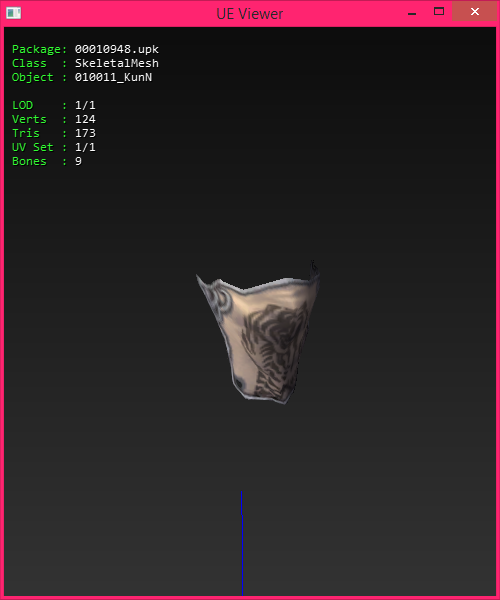 UE Viewer
Package: 00010948.upk
Class  : SkeletalMesh
Object : 010011_KunN
LOD    : 1/1
Verts  : 124
Tris   : 173
UV Set : 1/1
Bones  : 9